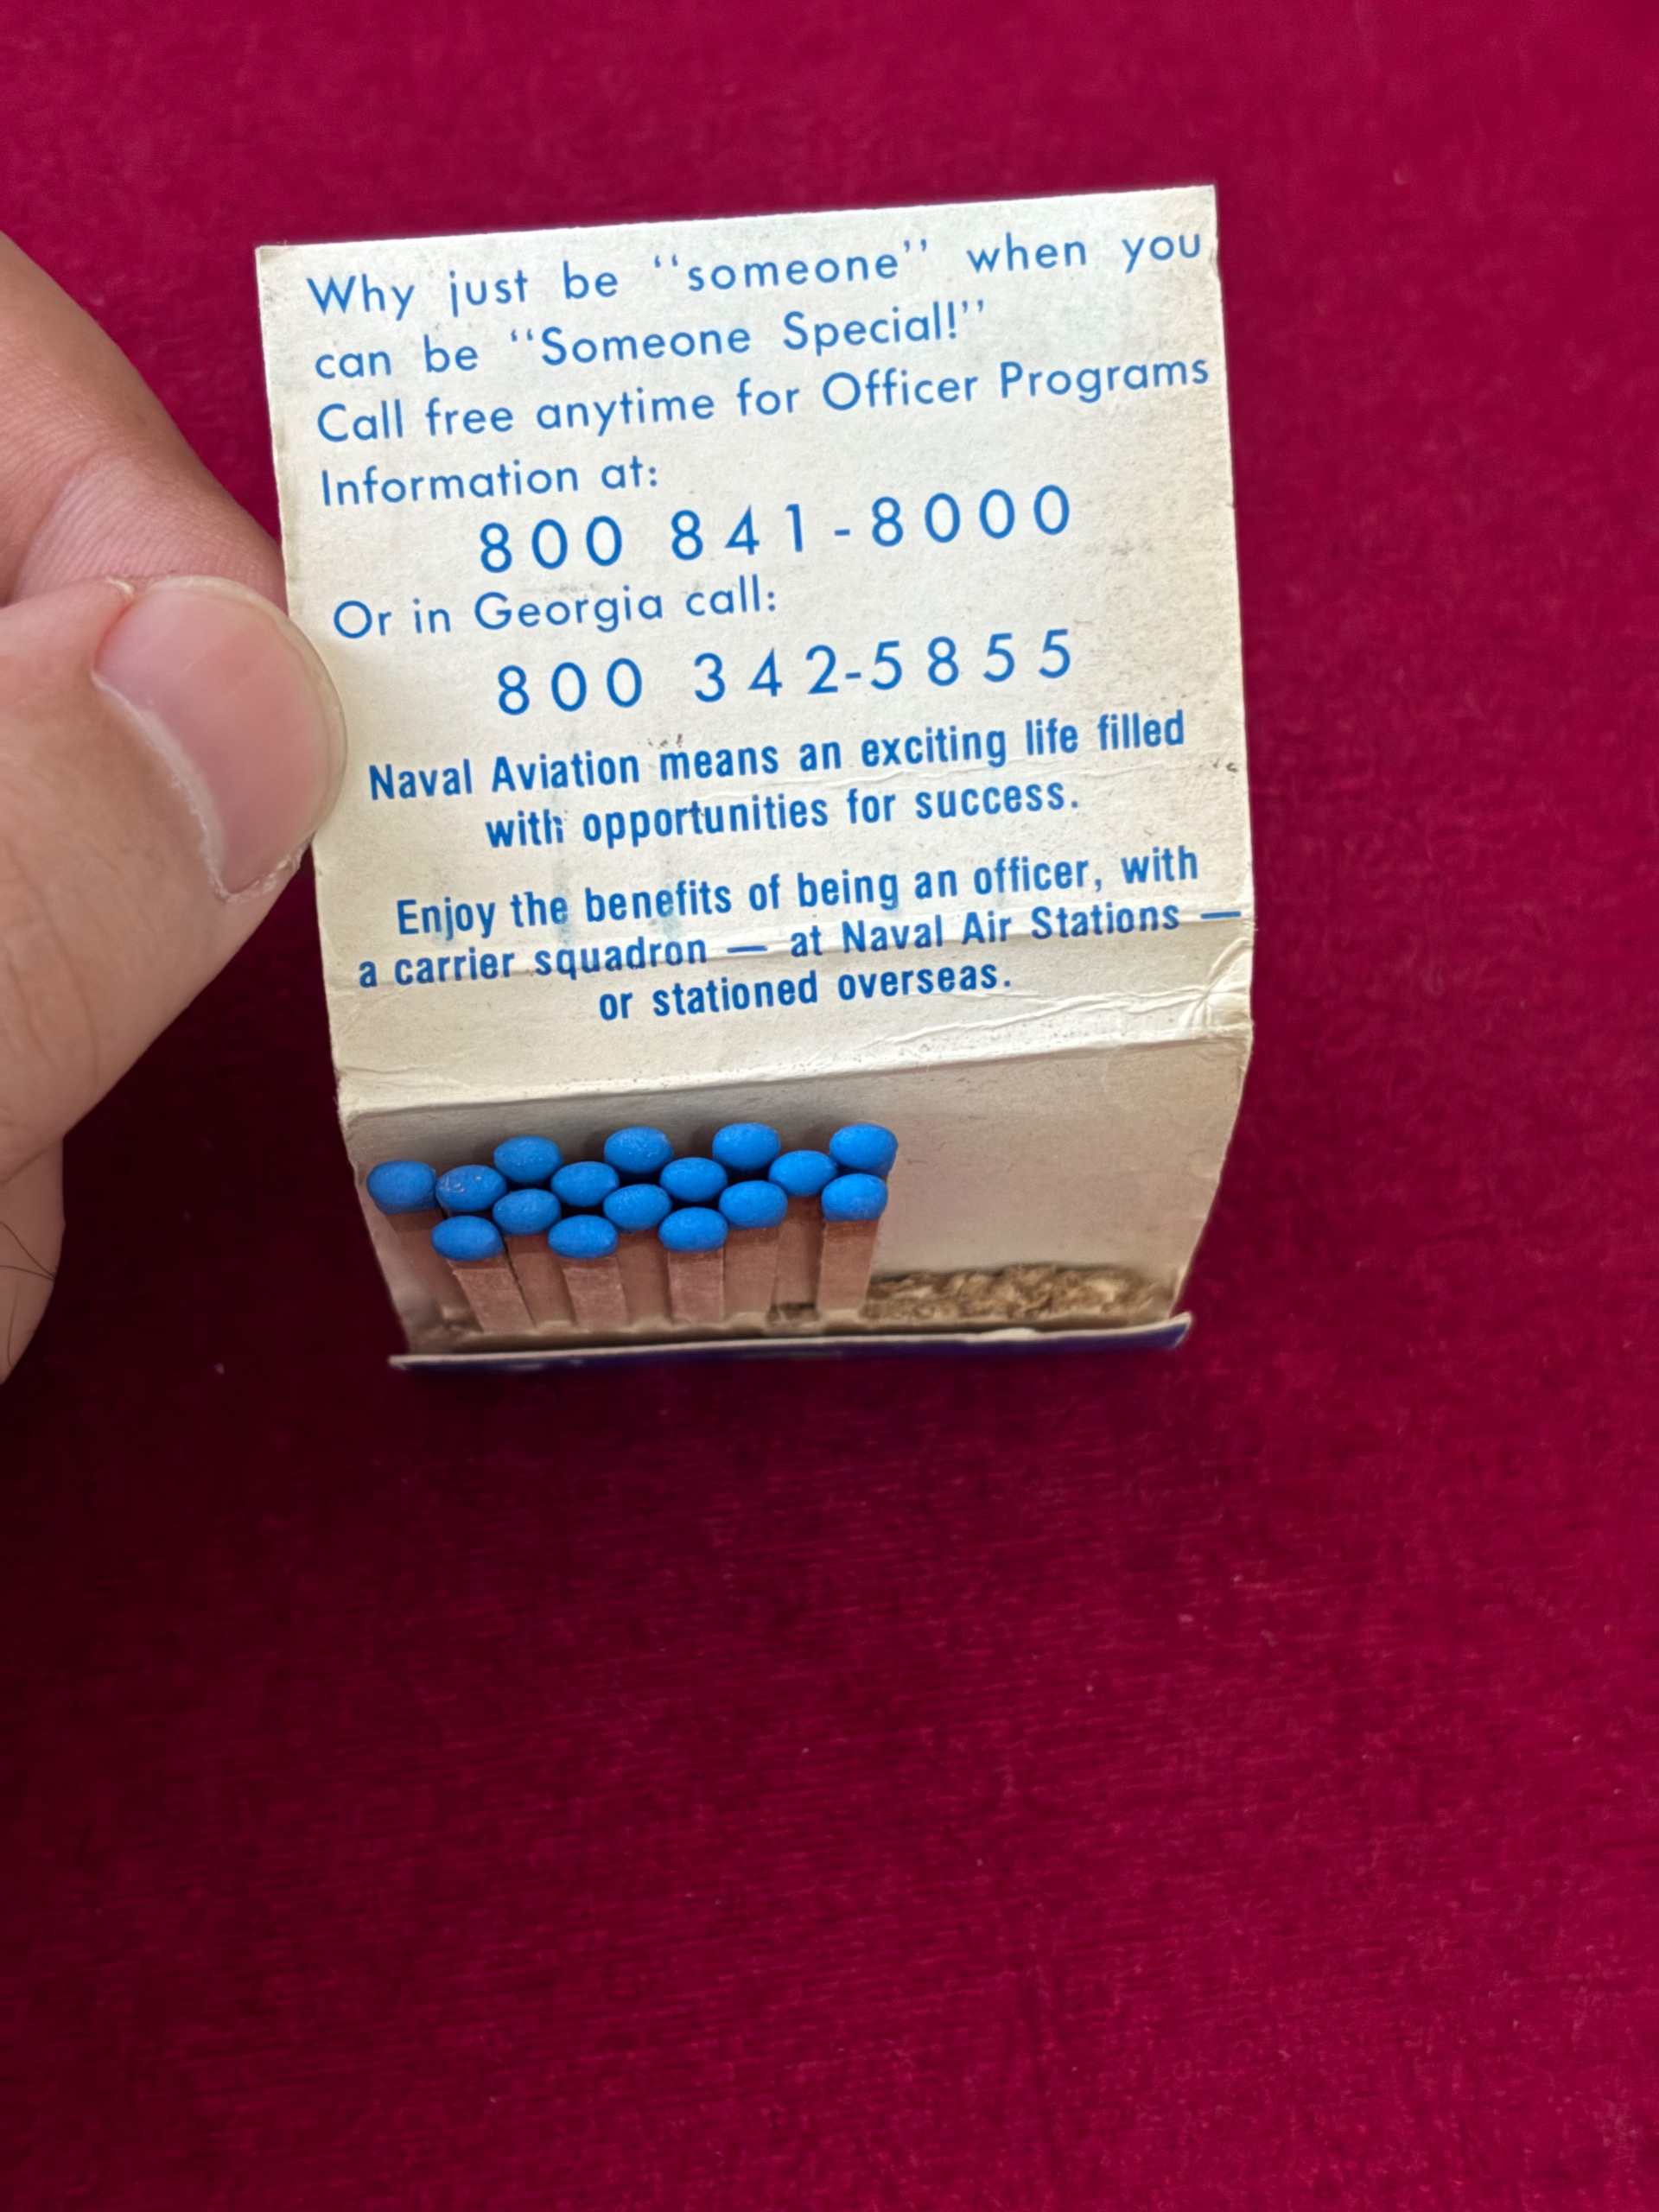 Why just be ‘‘someone’’ when you
can be ‘‘Someone Special!’’
Call free anytime for Officer Programs
Information at:
800 841-8000
Or in Georgia call:
800 342-5855
Naval Aviation means an exciting life filled
with opportunities for success.
Enjoy the benefits of being an officer, with
a carrier squadron — at Naval Air Stations —
or stationed overseas.